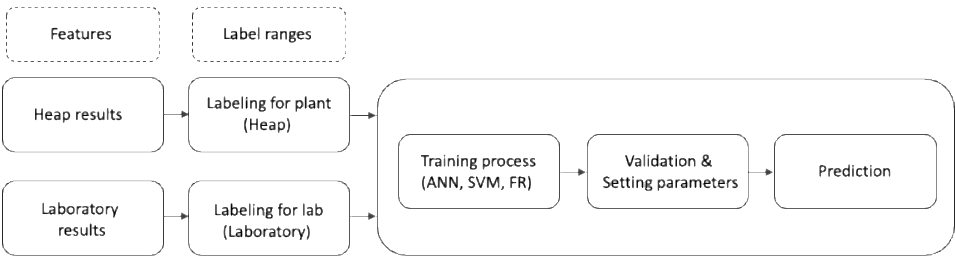 Features
Label ranges
Heap results
Labeling for plant
(Heap)
Training process
(ANN, SVM, FR)
Validation &
Setting parameters
Prediction
Laboratory
results
Labeling for lab
(Laboratory)